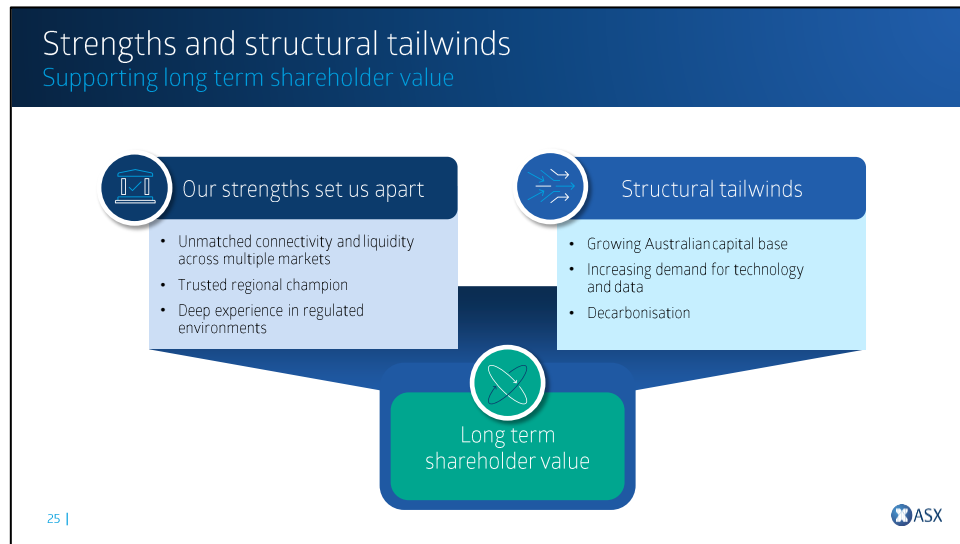 Strengths and structural tailwinds
Supporting long term shareholder value
Our strengths set us apart
• Unmatched connectivity and liquidity
across multiple markets
• Trusted regional champion
• Deep experience in regulated
environments
Structural tailwinds
• Growing Australian capital base
• Increasing demand for technology
and data
• Decarbonisation
Long term
shareholder value
25 |
ASX